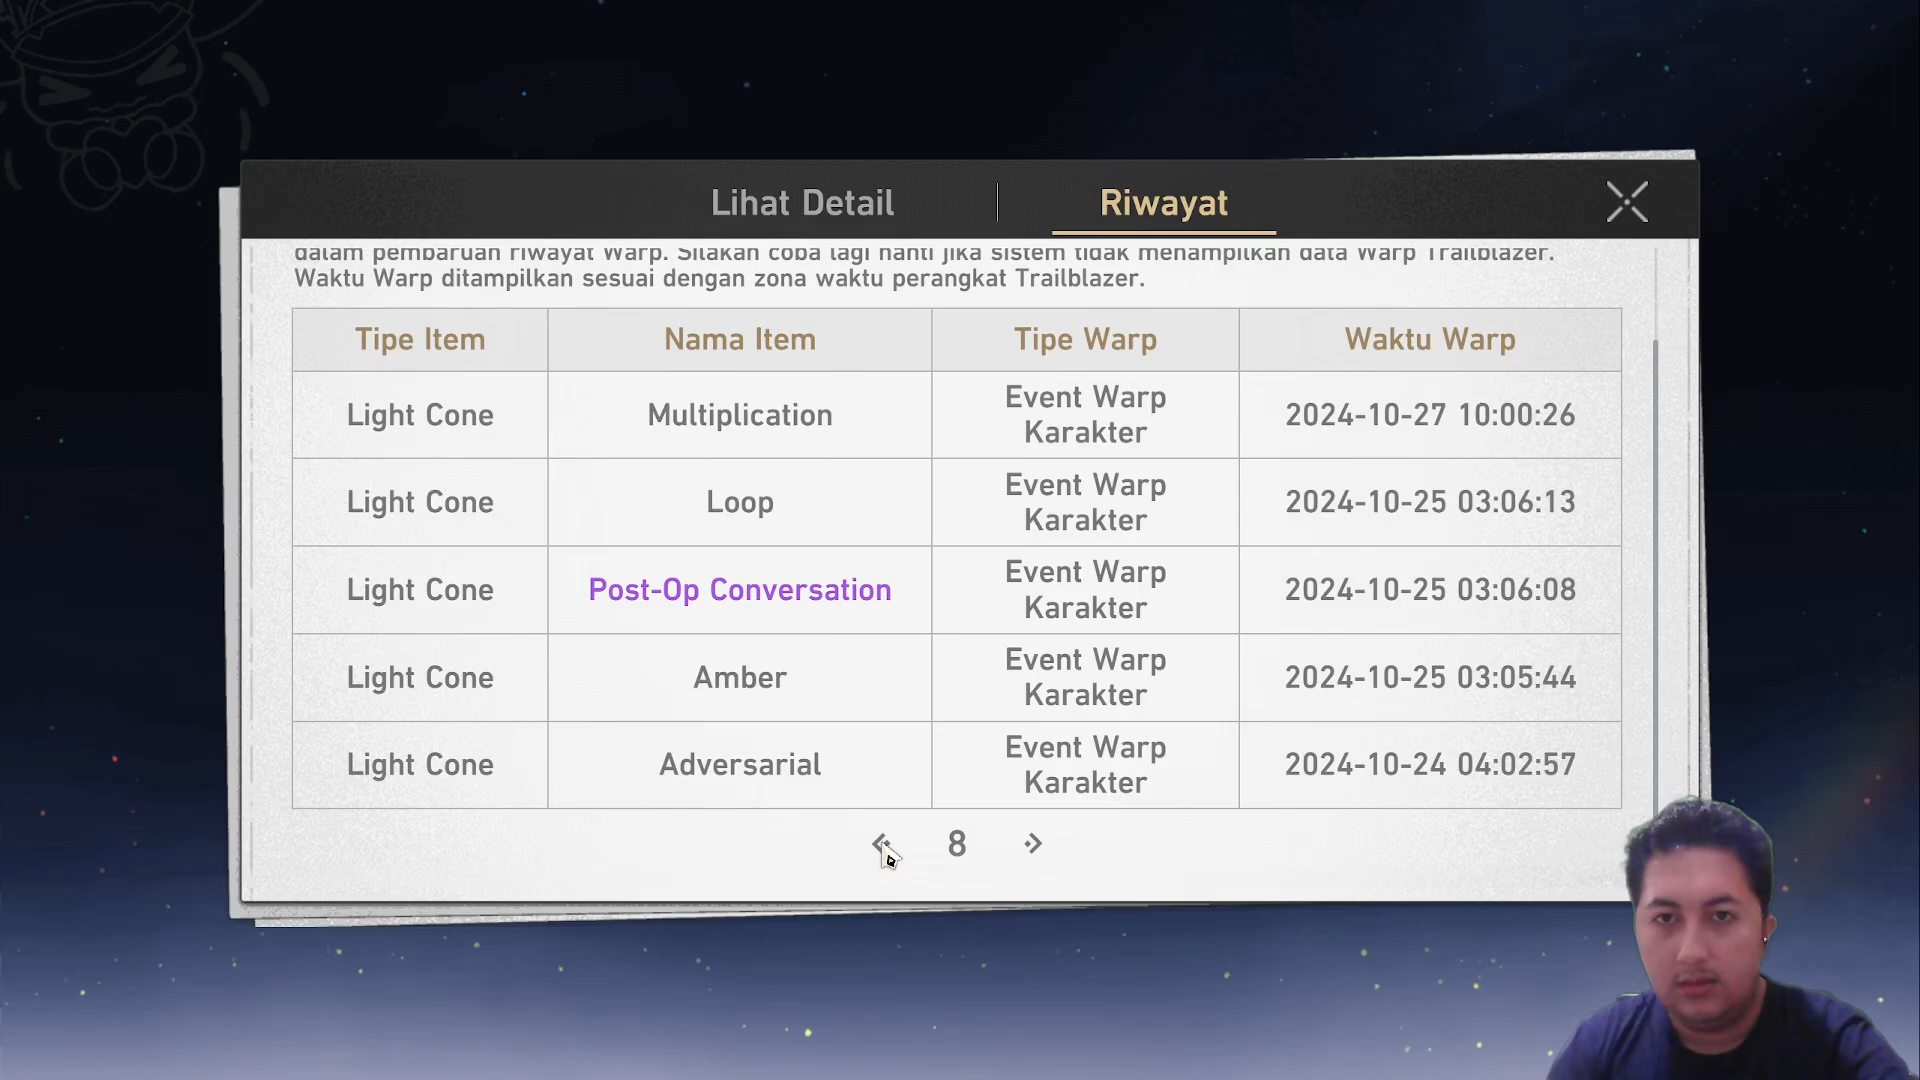 Lihat Detail
Riwayat
dalam pembaruan riwayat Warp. Silakan coba lagi nanti jika sistem tidak menampilkan data Warp Trailblazer.
Waktu Warp ditampilkan sesuai dengan zona waktu perangkat Trailblazer.
Tipe Item
Nama Item
Tipe Warp
Waktu Warp
Light Cone
Multiplication
Event Warp
Karakter
2024-10-27 10:00:26
Light Cone
Loop
Event Warp
Karakter
2024-10-25 03:06:13
Light Cone
Post-Op Conversation
Event Warp
Karakter
2024-10-25 03:06:08
Light Cone
Amber
Event Warp
Karakter
2024-10-25 03:05:44
Light Cone
Adversarial
Event Warp
Karakter
2024-10-24 04:02:57
8